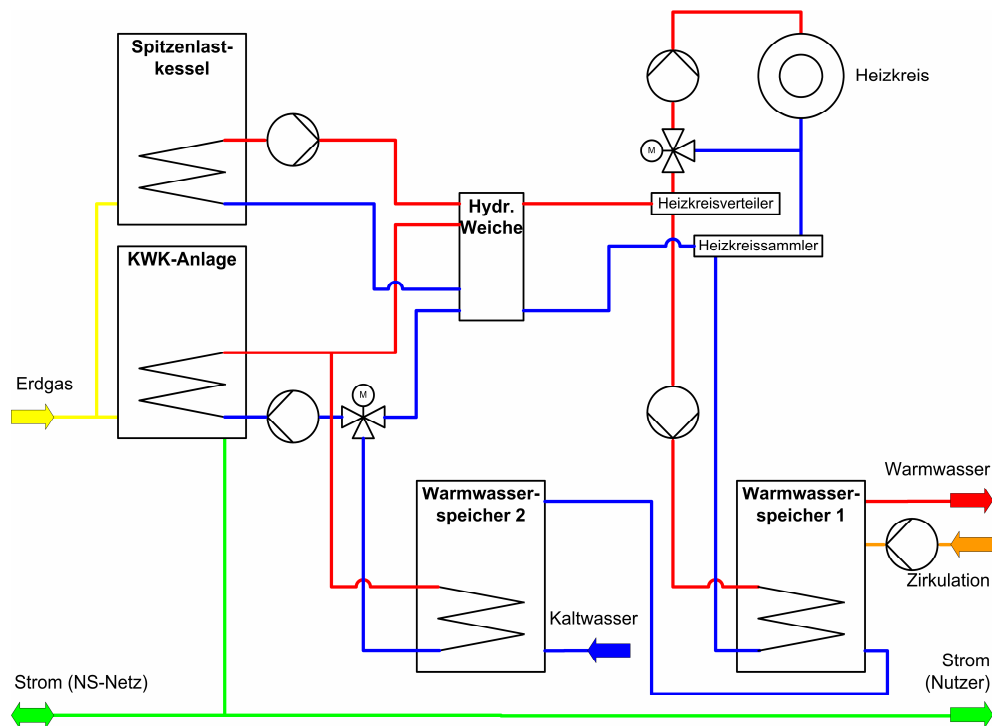 Spitzenlast-
kessel
Heizkreis
M
Hydr.
Weiche
Heizkreisverteiler
Heizkreissammler
KWK-Anlage
Erdgas
M
Warmwasser
Warmwasser-
speicher 2
Warmwasser-
speicher 1
Zirkulation
Kaltwasser
Strom (NS-Netz)
Strom
(Nutzer)